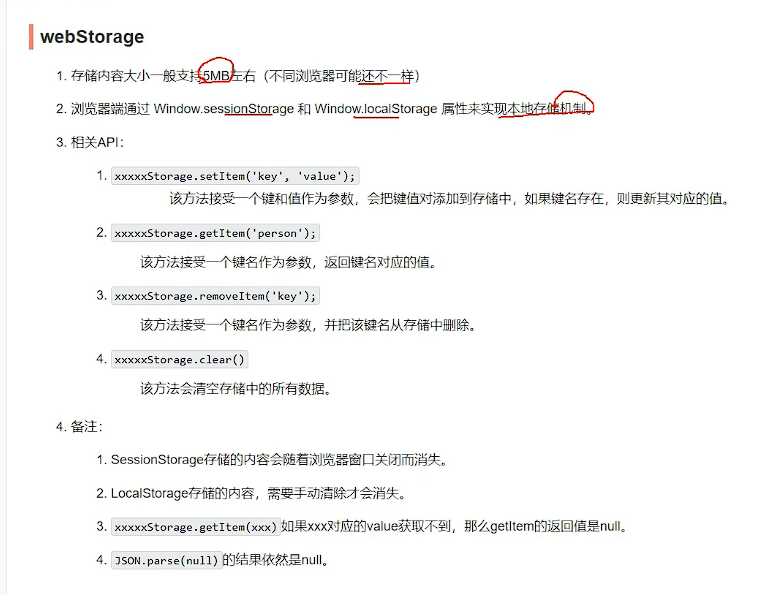 webStorage
1. 存储内容大小一般支持5MB左右（不同浏览器可能还不一样）
2. 浏览器端通过 Window.sessionStorage 和 Window.localStorage 属性来实现本地存储机制。
3. 相关API：
1. xxxxxStorage.setItem('key', 'value');
该方法接受一个键和值作为参数，会把键值对添加到存储中，如果键名存在，则更新其对应的值。
2. xxxxxStorage.getItem('person');
该方法接受一个键名作为参数，返回键名对应的值。
3. xxxxxStorage.removeItem('key');
该方法接受一个键名作为参数，并把该键名从存储中删除。
4. xxxxxStorage.clear()
该方法会清空存储中的所有数据。
4. 备注：
1. SessionStorage存储的内容会随着浏览器窗口关闭而消失。
2. LocalStorage存储的内容，需要手动清除才会消失。
3. xxxxxStorage.getItem(xxx)如果xxx对应的value获取不到，那么getItem的返回值是null。
4. JSON.parse(null)的结果依然是null。